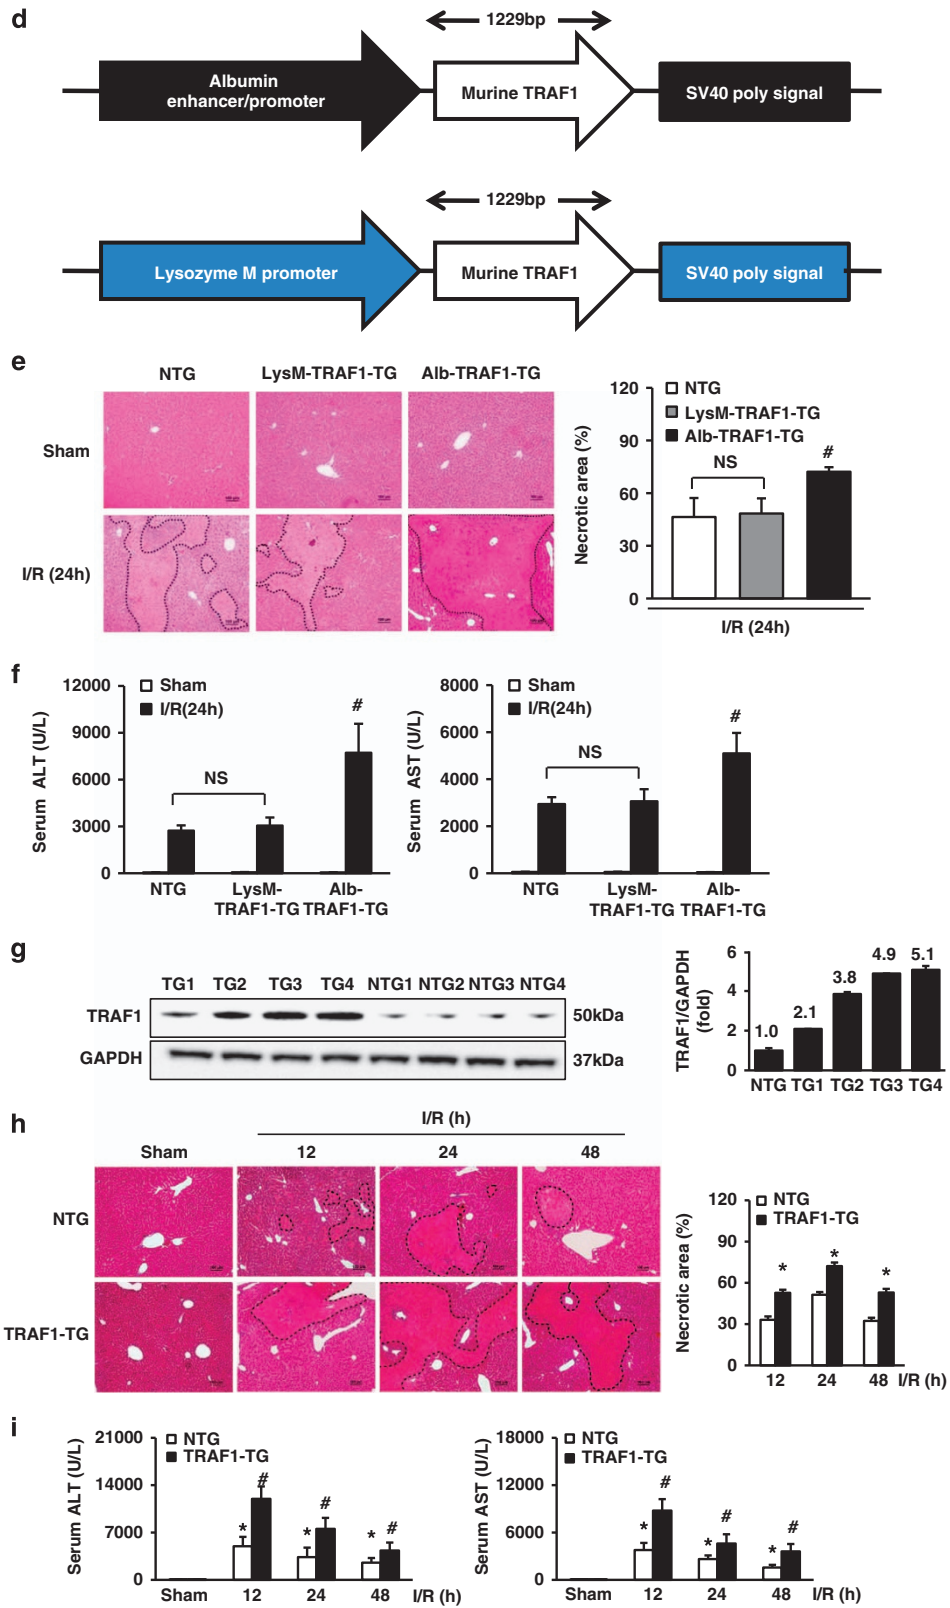 d
1229bp
Albumin
enhancer/promoter
Murine TRAF1
SV40 poly signal
1229bp
Lysozyme M promoter
Murine TRAF1
SV40 poly signal
e
NTG
LysM-TRAF1-TG
Alb-TRAF1-TG
Sham
I/R (24h)
Necrotic area (%)
120
90
60
30
0
NTG
LysM-TRAF1-TG
Alb-TRAF1-TG
NS
#
I/R (24h)
f
Serum ALT (U/L)
12000
9000
6000
3000
0
Sham
I/R(24h)
NS
#
NTG
LysM-
TRAF1-TG
Alb-
TRAF1-TG
Serum AST (U/L)
8000
6000
4000
2000
0
Sham
I/R(24h)
NS
#
NTG
LysM-
TRAF1-TG
Alb-
TRAF1-TG
g
TG1 TG2 TG3 TG4 NTG1 NTG2 NTG3 NTG4
TRAF1
50kDa
GAPDH
37kDa
TRAF1/GAPDH
(fold)
6
4
2
0
1.0
2.1
3.8
4.9
5.1
NTG TG1 TG2 TG3 TG4
h
I/R (h)
Sham
12
24
48
NTG
TRAF1-TG
Necrotic area (%)
120
90
60
30
0
NTG
TRAF1-TG
*
*
*
12 24 48 I/R (h)
i
Serum ALT (U/L)
21000
14000
7000
0
NTG
TRAF1-TG
*
#
*
#
*
#
Sham 12 24 48 I/R (h)
Serum AST (U/L)
18000
12000
6000
0
NTG
TRAF1-TG
*
#
*
#
*
#
Sham 12 24 48 I/R (h)